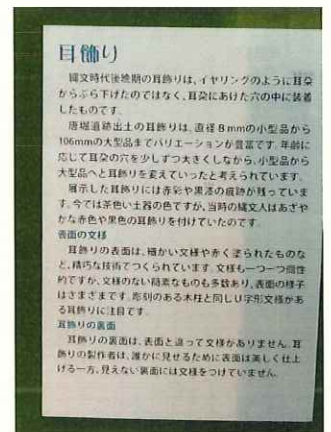 耳飾り
縄文時代後晩期の耳飾りは、イヤリングのように耳朶
からぶら下げたのではなく、耳朶にあけた穴の中に装着
したものです。
唐堀遺跡出土の耳飾りは、直径8mmの小型品から
106mmの大型品までバリエーションが豊富です。年齢に
応じて耳朶の穴を少しずつ大きくしながら、小型品から
大型品へと耳飾りを変えていったと考えられています。
展示した耳飾りには赤彩や黒漆の痕跡が残っていま
す。今では茶色い土器の色ですが、当時の縄文人はあざや
かな赤色や黒色の耳飾りを付けていたのです。
表面の文様
耳飾りの表面は、細かい文様や赤く塗られたものな
ど、精巧な技術でつくられています。文様も一つ一つ個性
的ですが、文様のない簡素なものも多数あり、表面の様子
はさまざまです。彫刻のある木柱と同じU字形文様があ
る耳飾りに注目です。
耳飾りの裏面
耳飾りの裏面は、表面と違って文様がありません。耳
飾りの製作者は、誰かに見せるために表面は美しく仕上
げる一方、見えない裏面には文様をつけていません。